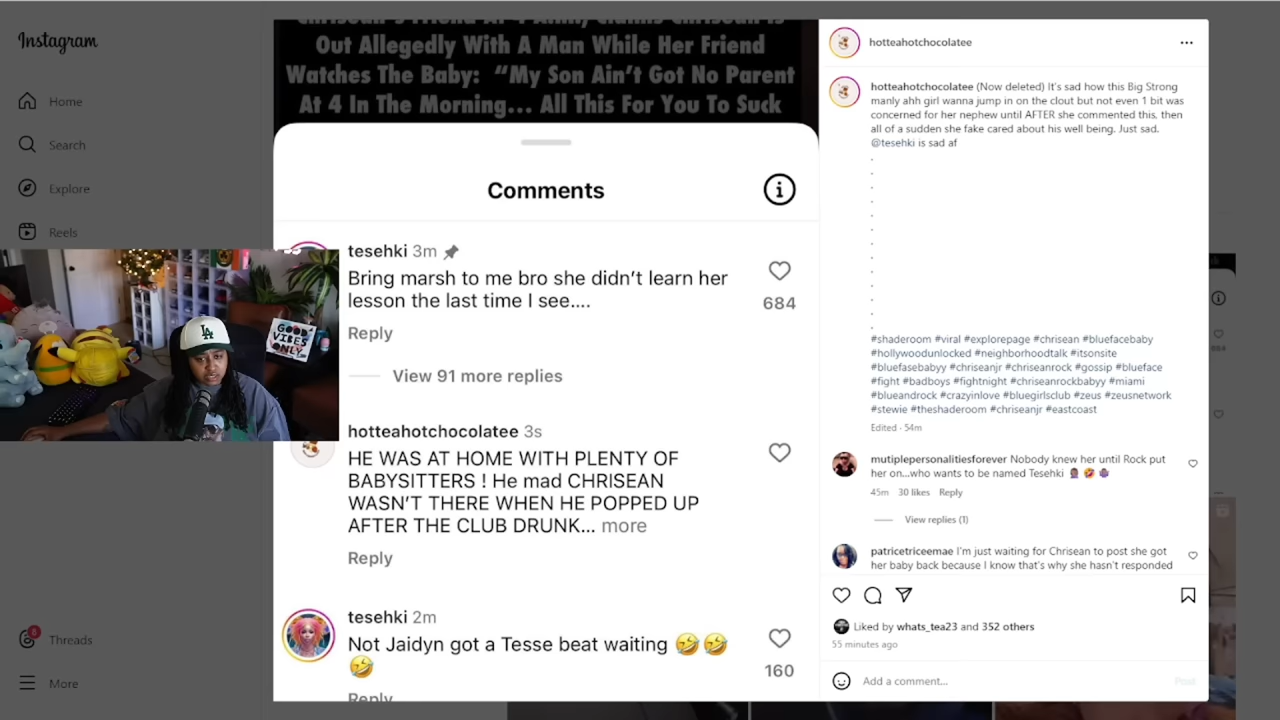 Instagram
Home
Search
Explore
Reels
Threads
6
More
Out Allegedly With A Man While Her Friend
Watches The Baby: “My Son Ain’t Got No Parent
At 4 In The Morning... All This For You To Suck
Comments
tesehki 3m
Bring marsh to me bro she didn’t learn her
lesson the last time I see....
684
Reply
View 91 more replies
hotteahotchocolatee 3s
HE WAS AT HOME WITH PLENTY OF
BABYSITTERS ! He mad CHRISEAN
WASN’T THERE WHEN HE POPPED UP
AFTER THE CLUB DRUNK... more
Reply
tesehki 2m
Not Jaidyn got a Tesse beat waiting 🤣🤣
🤣
160
Reply
LA
GOOD
VIBES
ONLY
hotteahotchocolatee
hotteahotchocolatee (Now deleted) It's sad how this Big Strong
manly ahh girl wanna jump in on the clout but not even 1 bit was
concerned for her nephew until AFTER she commented this, then
all of a sudden she fake cared about his well being. Just sad.
@tesehki is sad af
.
.
.
.
.
.
.
.
.
.
.
.
.
#shaderoom #viral #explorepage #chrisean #bluefacebaby
#hollywoodunlocked #neighborhoodtalk #itsonsite
#bluefasebabyy #chriseanjr #chriseanrock #gossip #blueface
#fight #badboys #fightnight #chriseanrockbabyy #miami
#blueandrock #crazyinlove #bluegirlsclub #zeus #zeusnetwork
#stewie #theshaderoom #chriseanjr #eastcoast
Edited · 54m
mutiplepersonalitiesforever Nobody knew her until Rock put
her on...who wants to be named Tesehki
45m 30 likes Reply
View replies (1)
patricetriceemae I'm just waiting for Chrisean to post she got
her baby back because I know that's why she hasn't responded
Liked by whats_tea23 and 352 others
55 minutes ago
Add a comment...
Post